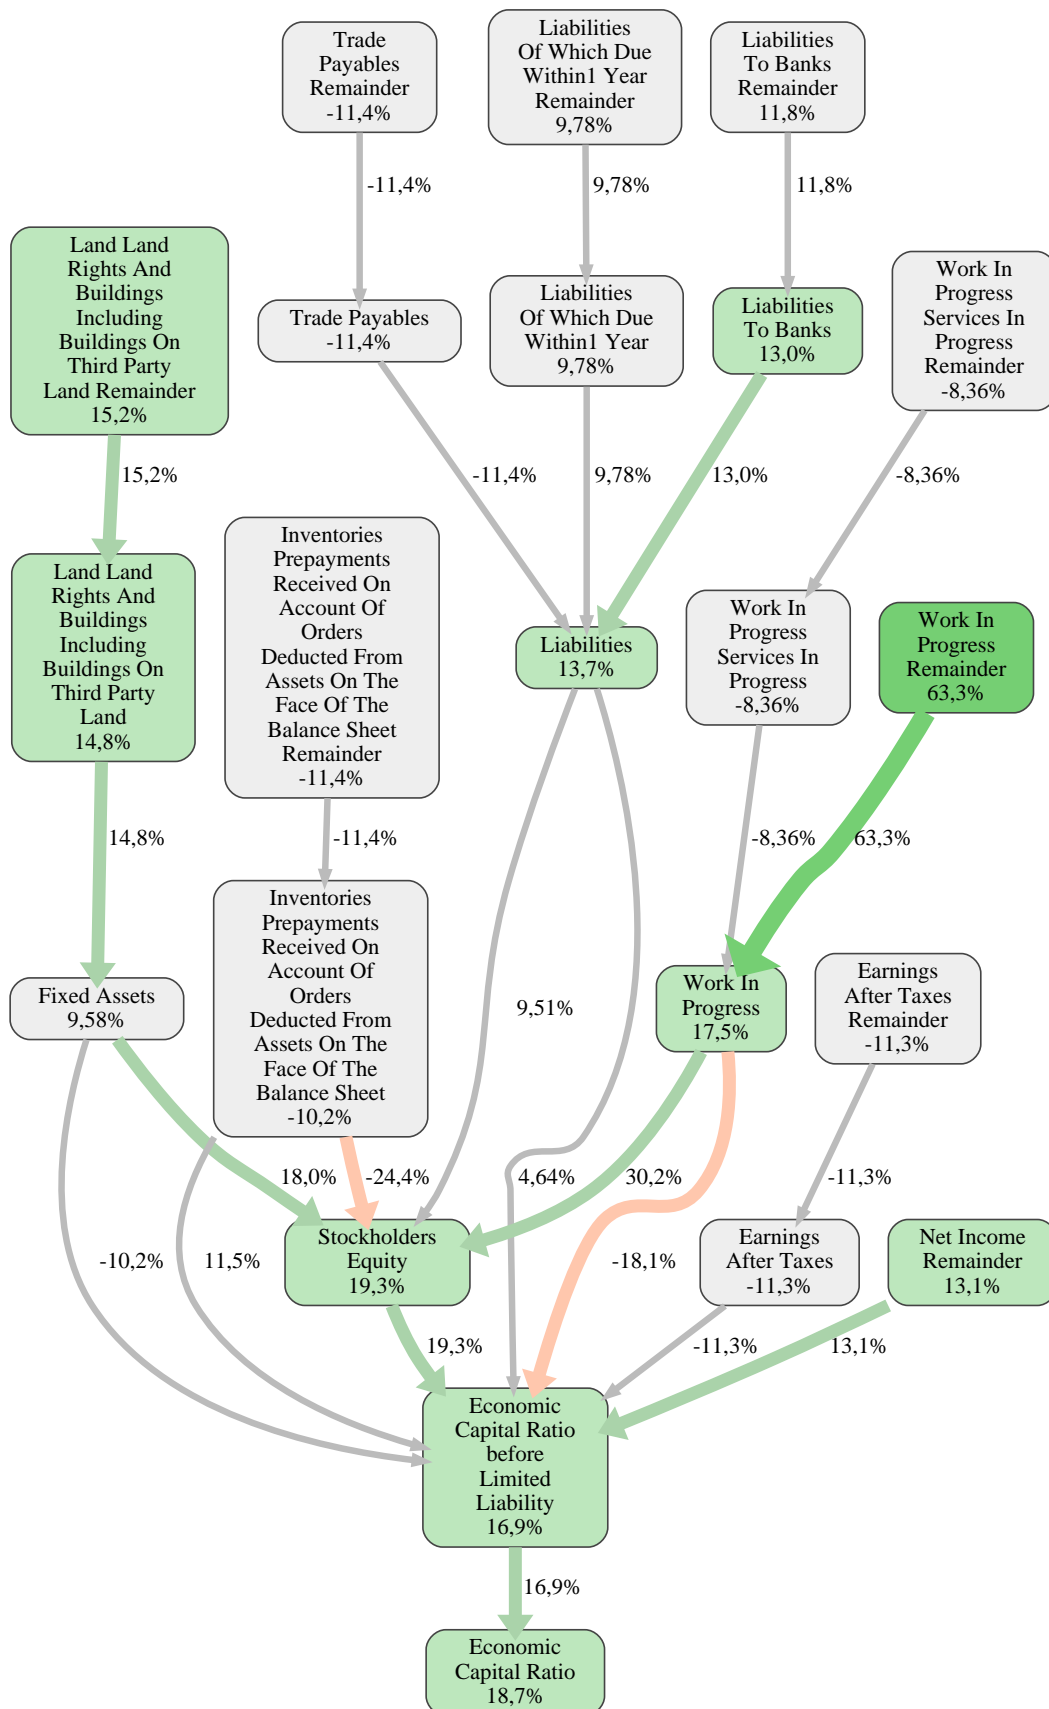 Trade
Payables
Remainder
-11,4%
Liabilities
Of Which Due
Within1 Year
Remainder
9,78%
Liabilities
To Banks
Remainder
11,8%
-11,4%
9,78%
11,8%
Land Land
Rights And
Buildings
Including
Buildings On
Third Party
Land Remainder
15,2%
Trade Payables
-11,4%
Liabilities
Of Which Due
Within1 Year
9,78%
Liabilities
To Banks
13,0%
Work In
Progress
Services In
Progress
Remainder
-8,36%
15,2%
-11,4%
9,78%
13,0%
-8,36%
Land Land
Rights And
Buildings
Including
Buildings On
Third Party
Land
14,8%
Inventories
Prepayments
Received On
Account Of
Orders
Deducted From
Assets On The
Face Of The
Balance Sheet
Remainder
-11,4%
Liabilities
13,7%
Work In
Progress
Services In
Progress
-8,36%
Work In
Progress
Remainder
63,3%
14,8%
-11,4%
-8,36%
63,3%
Fixed Assets
9,58%
Inventories
Prepayments
Received On
Account Of
Orders
Deducted From
Assets On The
Face Of The
Balance Sheet
-10,2%
9,51%
Work In
Progress
17,5%
Earnings
After Taxes
Remainder
-11,3%
18,0%
-24,4%
4,64%
30,2%
-11,3%
-10,2%
11,5%
Stockholders
Equity
19,3%
-18,1%
Earnings
After Taxes
-11,3%
Net Income
Remainder
13,1%
19,3%
-11,3%
13,1%
Economic
Capital Ratio
before
Limited
Liability
16,9%
16,9%
Economic
Capital Ratio
18,7%